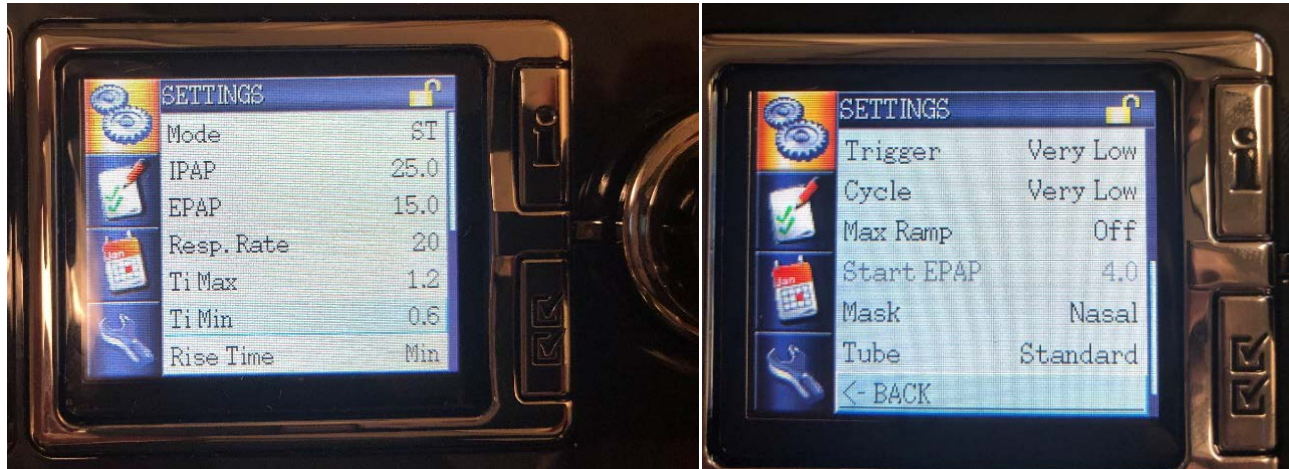 SETTINGS
Mode ST
IPAP 25.0
EPAP 15.0
Resp. Rate 20
Ti Max 1.2
Ti Min 0.6
Rise Time Min
SETTINGS
Trigger Very Low
Cycle Very Low
Max Ramp Off
Start EPAP 4.0
Mask Nasal
Tube Standard
<- BACK